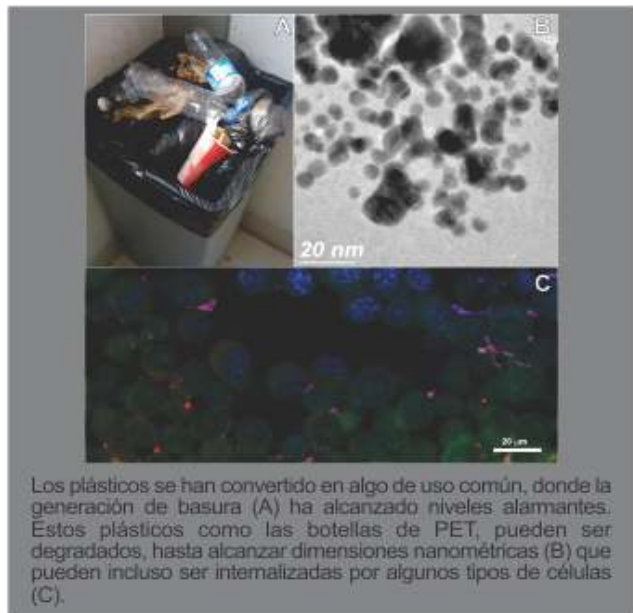 A
B
20 nm
C
20 µm
Los plásticos se han convertido en algo de uso común, donde la
generación de basura (A) ha alcanzado niveles alarmantes.
Estos plásticos como las botellas de PET, pueden ser
degradados, hasta alcanzar dimensiones nanométricas (B) que
pueden incluso ser internalizadas por algunos tipos de células
(C).